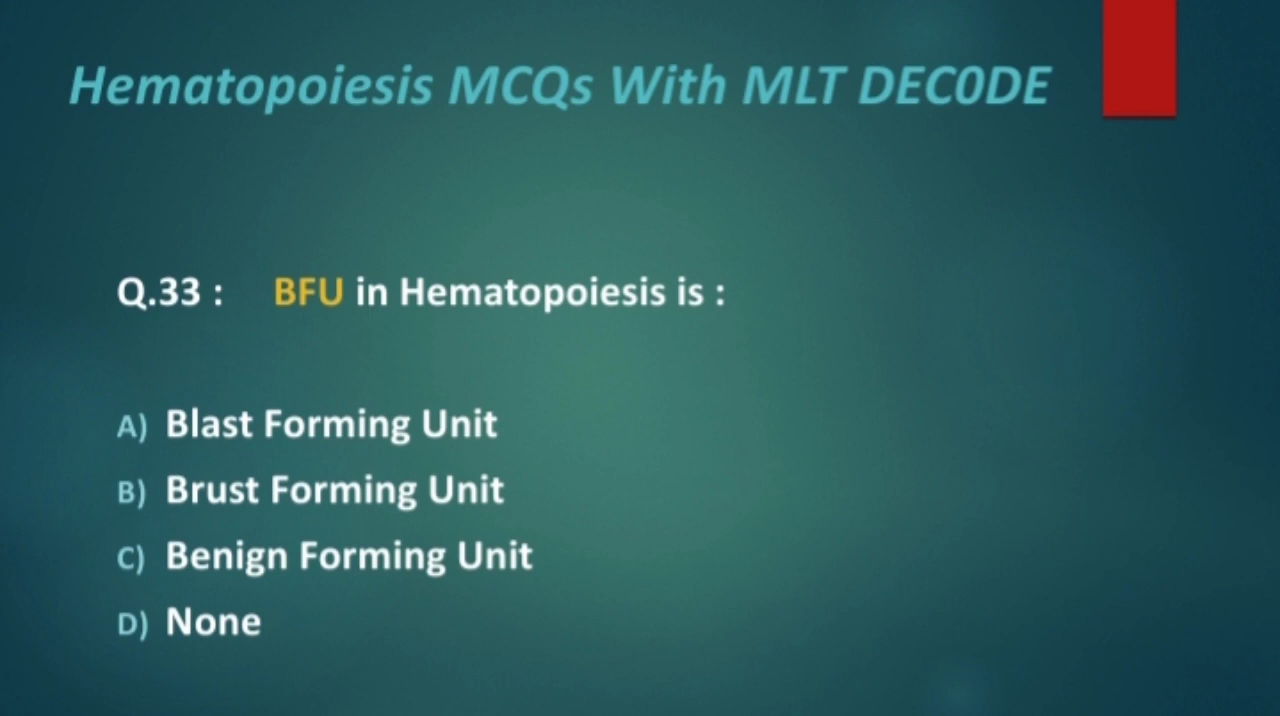 Hematopoiesis MCQs With MLT DEC0DE
Q.33 : BFU in Hematopoiesis is :
A) Blast Forming Unit
B) Brust Forming Unit
C) Benign Forming Unit
D) None